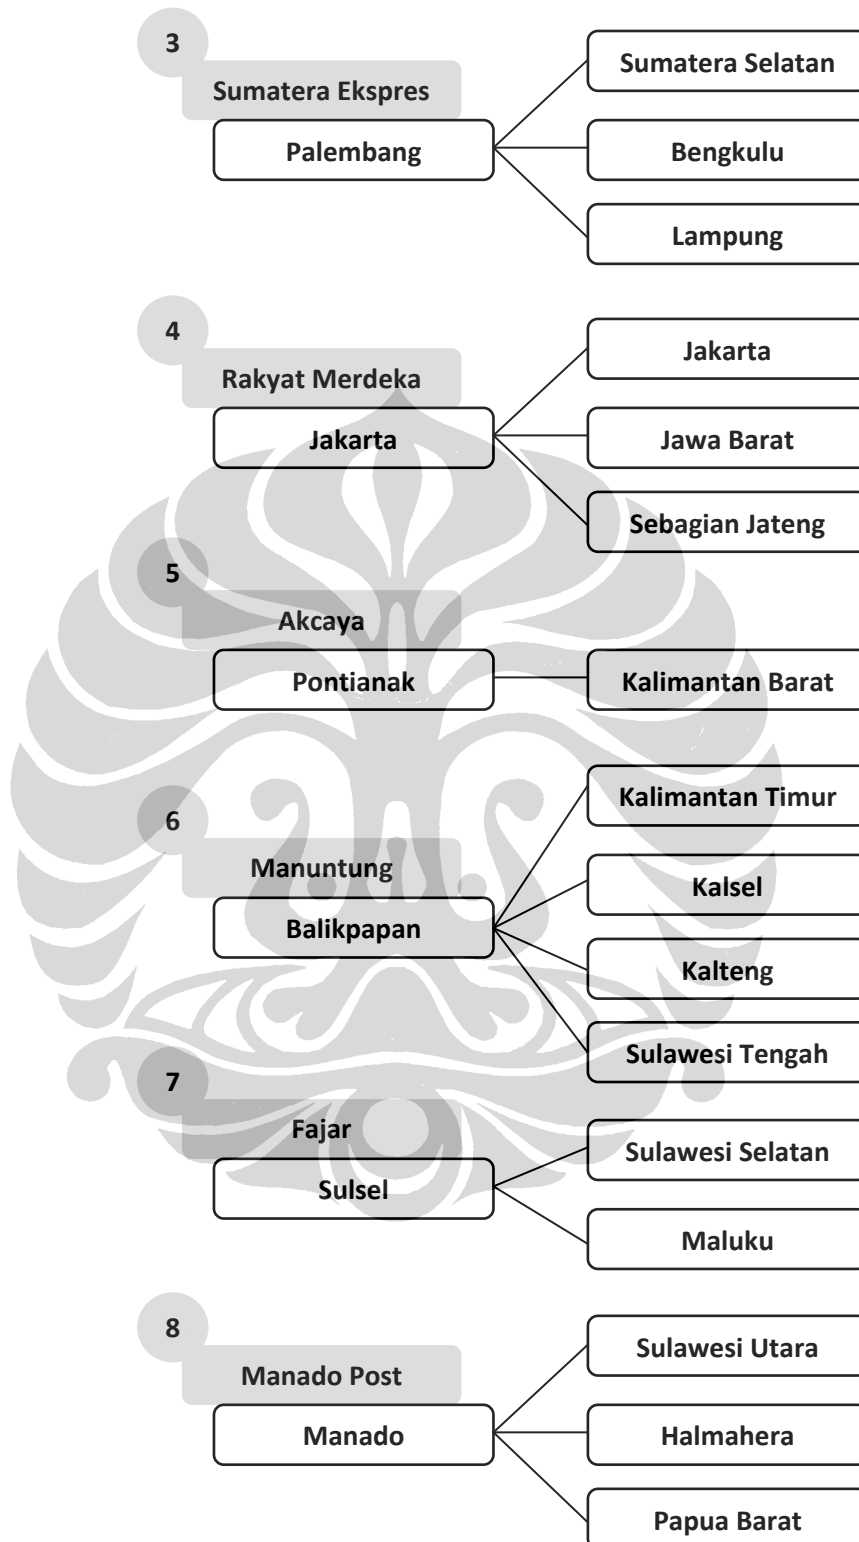 3
Sumatera Ekspres
Palembang
Sumatera Selatan
Bengkulu
Lampung
4
Rakyat Merdeka
Jakarta
Jakarta
Jawa Barat
Sebagian Jateng
5
Akcaya
Pontianak
Kalimantan Barat
6
Manuntung
Balikpapan
Kalimantan Timur
Kalsel
Kalteng
Sulawesi Tengah
7
Fajar
Sulsel
Sulawesi Selatan
Maluku
8
Manado Post
Manado
Sulawesi Utara
Halmahera
Papua Barat